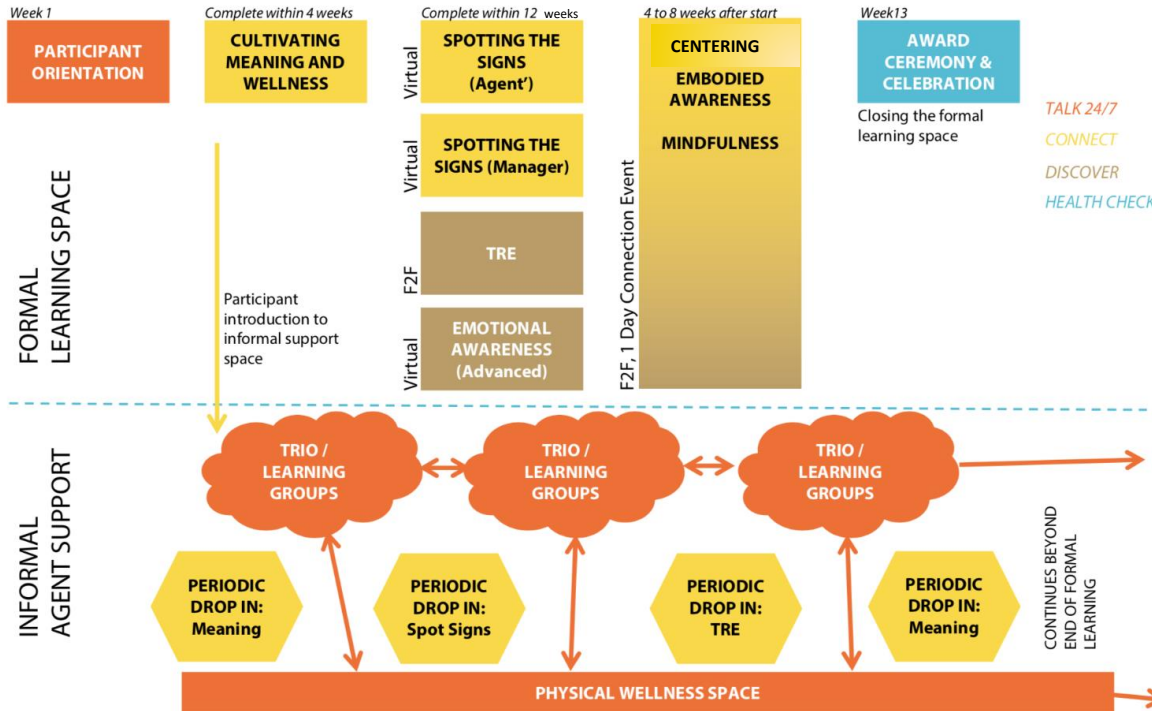 Week 1
PARTICIPANT
ORIENTATION
Complete within 4 weeks
CULTIVATING
MEANING AND
WELLNESS
Complete within 12 weeks
Virtual
SPOTTING THE
SIGNS
(Agent’)
Virtual
SPOTTING THE
SIGNS (Manager)
F2F
TRE
Virtual
EMOTIONAL
AWARENESS
(Advanced)
4 to 8 weeks after start
F2F, 1 Day Connection Event
CENTERING
EMBODIED
AWARENESS
MINDFULNESS
Week13
AWARD
CEREMONY &
CELEBRATION
Closing the formal
learning space
TALK 24/7
CONNECT
DISCOVER
HEALTH CHECK
FORMAL
LEARNING SPACE
Participant
introduction to
informal support
space
INFORMAL
AGENT SUPPORT
TRIO /
LEARNING
GROUPS
TRIO /
LEARNING
GROUPS
TRIO /
LEARNING
GROUPS
PERIODIC
DROP IN:
Meaning
PERIODIC
DROP IN:
Spot Signs
PERIODIC
DROP IN:
TRE
PERIODIC
DROP IN:
Meaning
CONTINUES BEYOND
END OF FORMAL
LEARNING
PHYSICAL WELLNESS SPACE